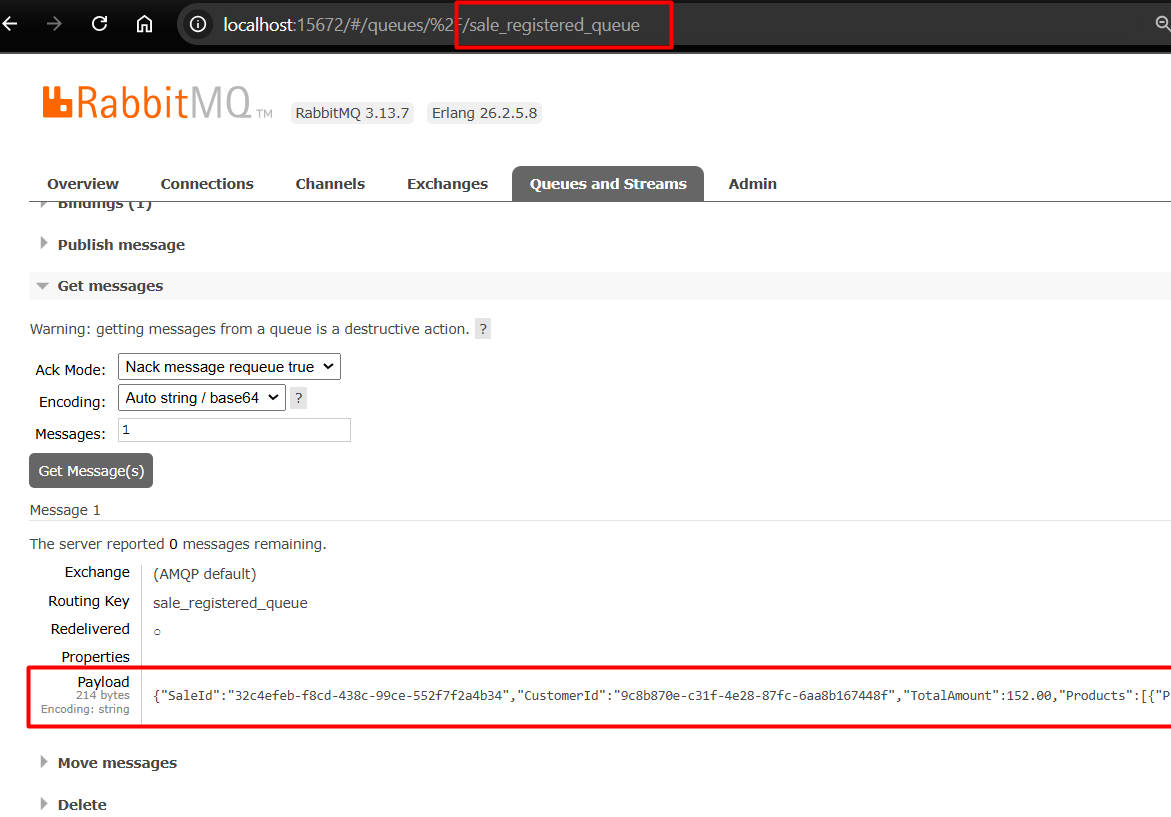 localhost:15672/#/queues/%2F/sale_registered_queue
RabbitMQ TM RabbitMQ 3.13.7 Erlang 26.2.5.8
Overview Connections Channels Exchanges Queues and Streams Admin
Bindings (1)
Publish message
Get messages
Warning: getting messages from a queue is a destructive action. ?
Ack Mode: Nack message requeue true
Encoding: Auto string / base64 ?
Messages: 1
Get Message(s)
Message 1
The server reported 0 messages remaining.
Exchange (AMQP default)
Routing Key sale_registered_queue
Redelivered ○
Properties
Payload
214 bytes
Encoding: string
{"SaleId":"32c4efeb-f8cd-438c-99ce-552f7f2a4b34","CustomerId":"9c8b870e-c31f-4e28-87fc-6aa8b167448f","TotalAmount":152.00,"Products":[{"P
Move messages
Delete